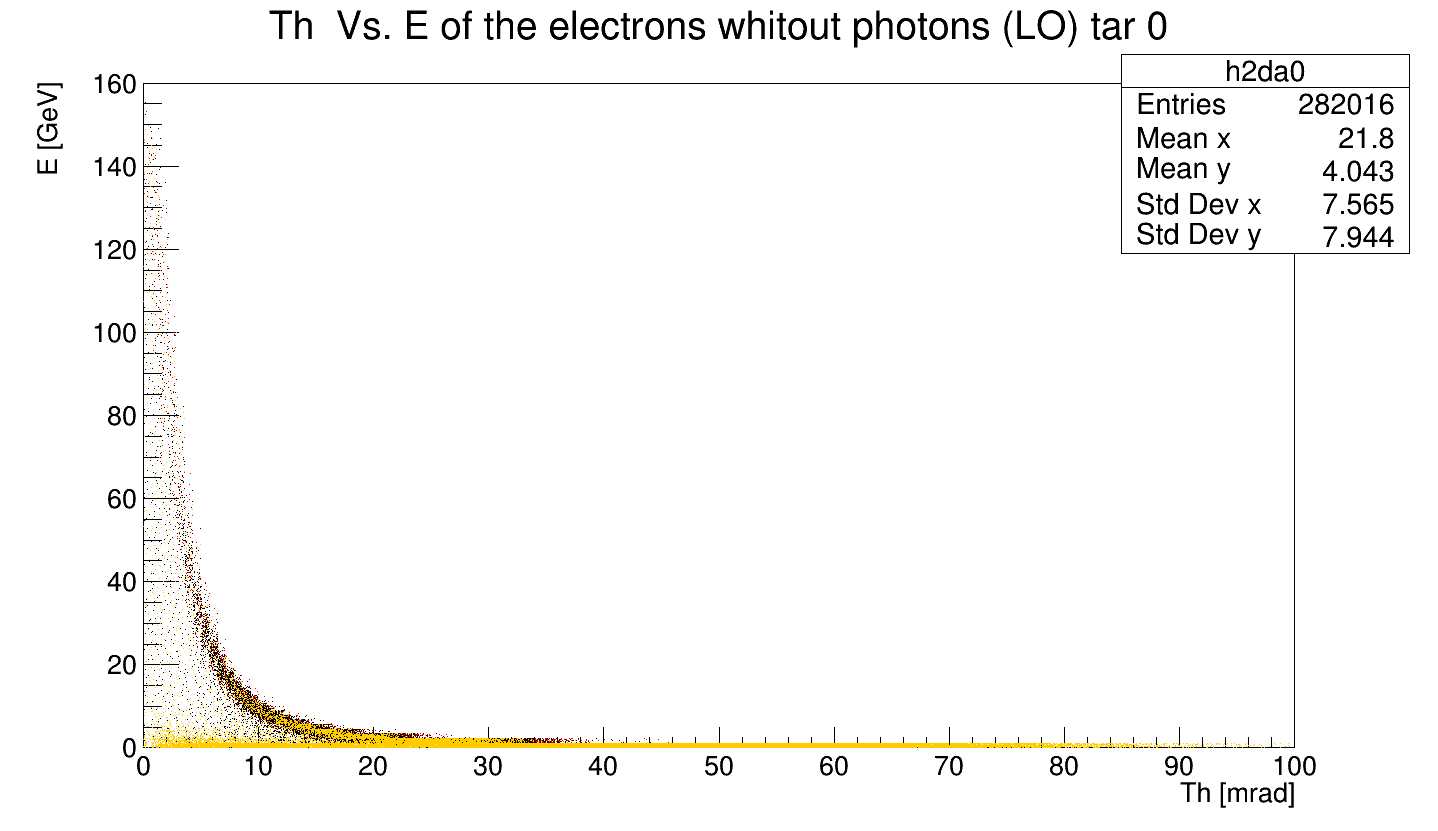 Th  Vs. E of the electrons whitout photons (LO) tar 0
h2da0
Entries 282016
Mean x 21.8
Mean y 4.043
Std Dev x 7.565
Std Dev y 7.944
E [GeV]
160
140
120
100
80
60
40
20
0
0 10 20 30 40 50 60 70 80 90 100
Th [mrad]